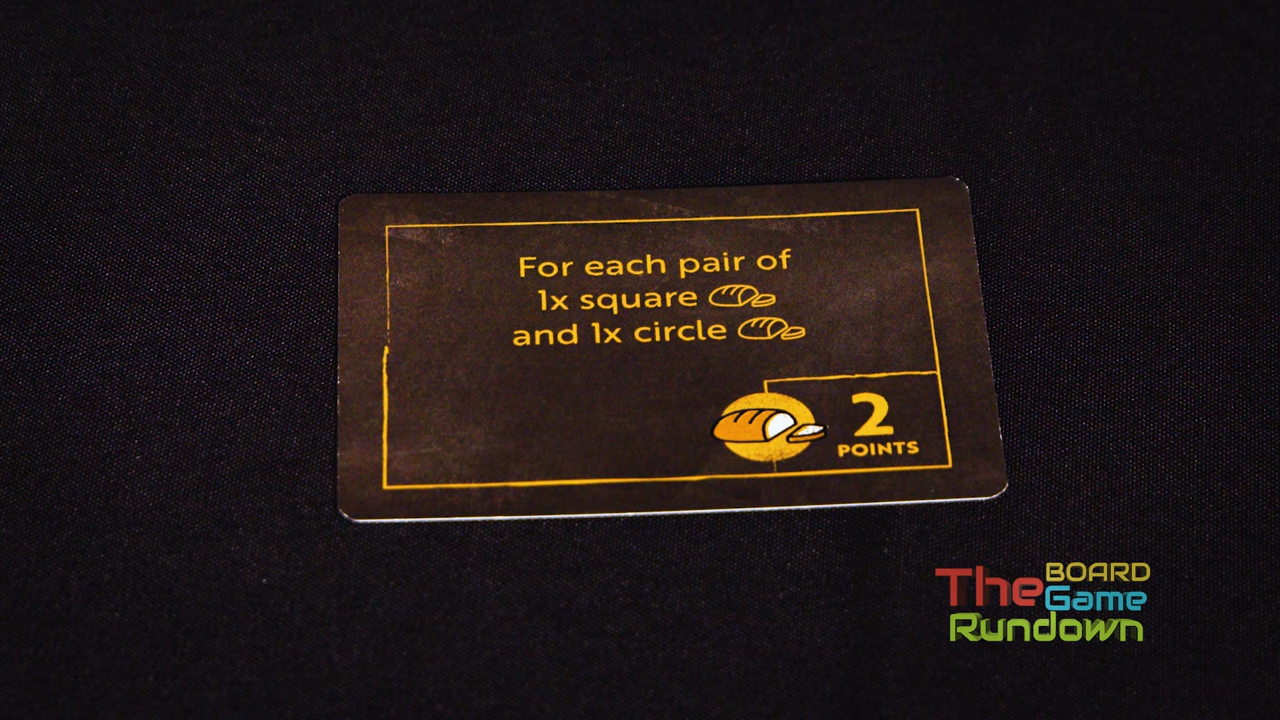 For each pair of
1x square
and 1x circle
2
POINTS
The BOARD
Game
Rundown